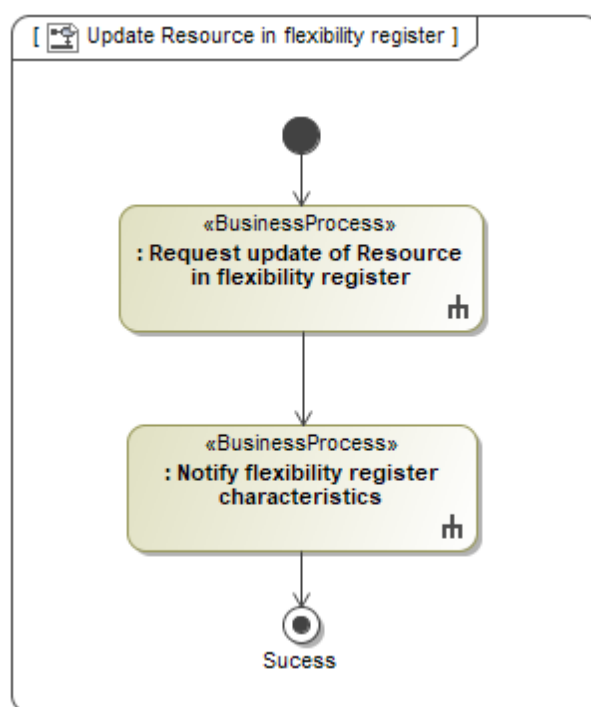 [ Update Resource in flexibility register ]
«BusinessProcess»
: Request update of Resource
in flexibility register
«BusinessProcess»
: Notify flexibility register
characteristics
Sucess